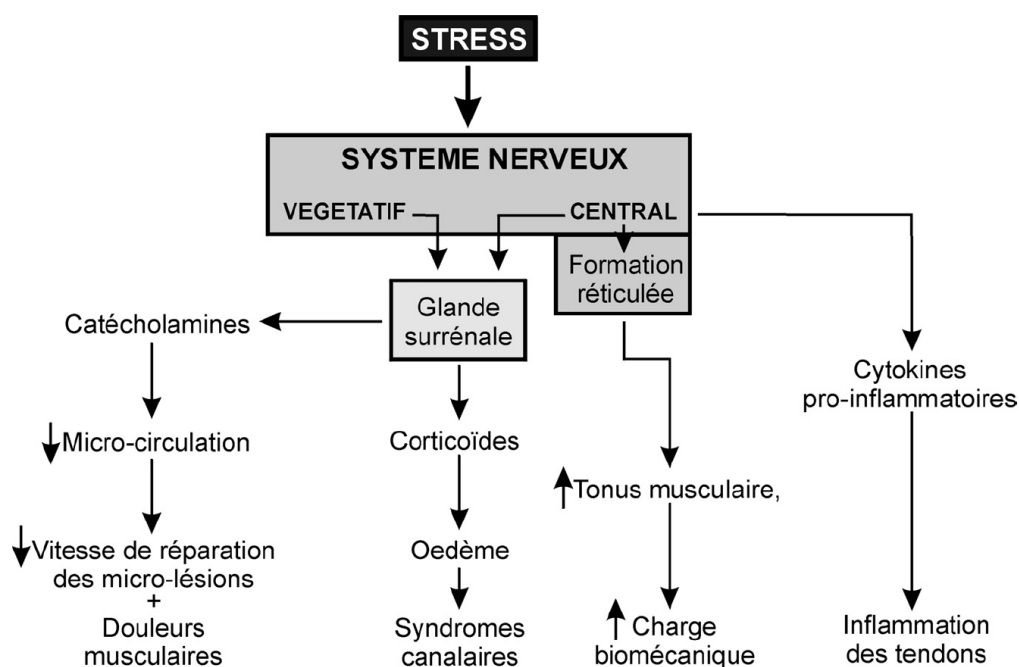 STRESS
SYSTEME NERVEUX
VEGETATIF
CENTRAL
Formation
réticulée
Glande
surrénale
Catécholamines
Cytokines
pro-inflammatoires
Micro-circulation
Corticoïdes
Tonus musculaire,
Vitesse de réparation
des micro-lésions
+
Douleurs
musculaires
Oedème
Syndromes
canalaires
Charge
biomécanique
Inflammation
des tendons